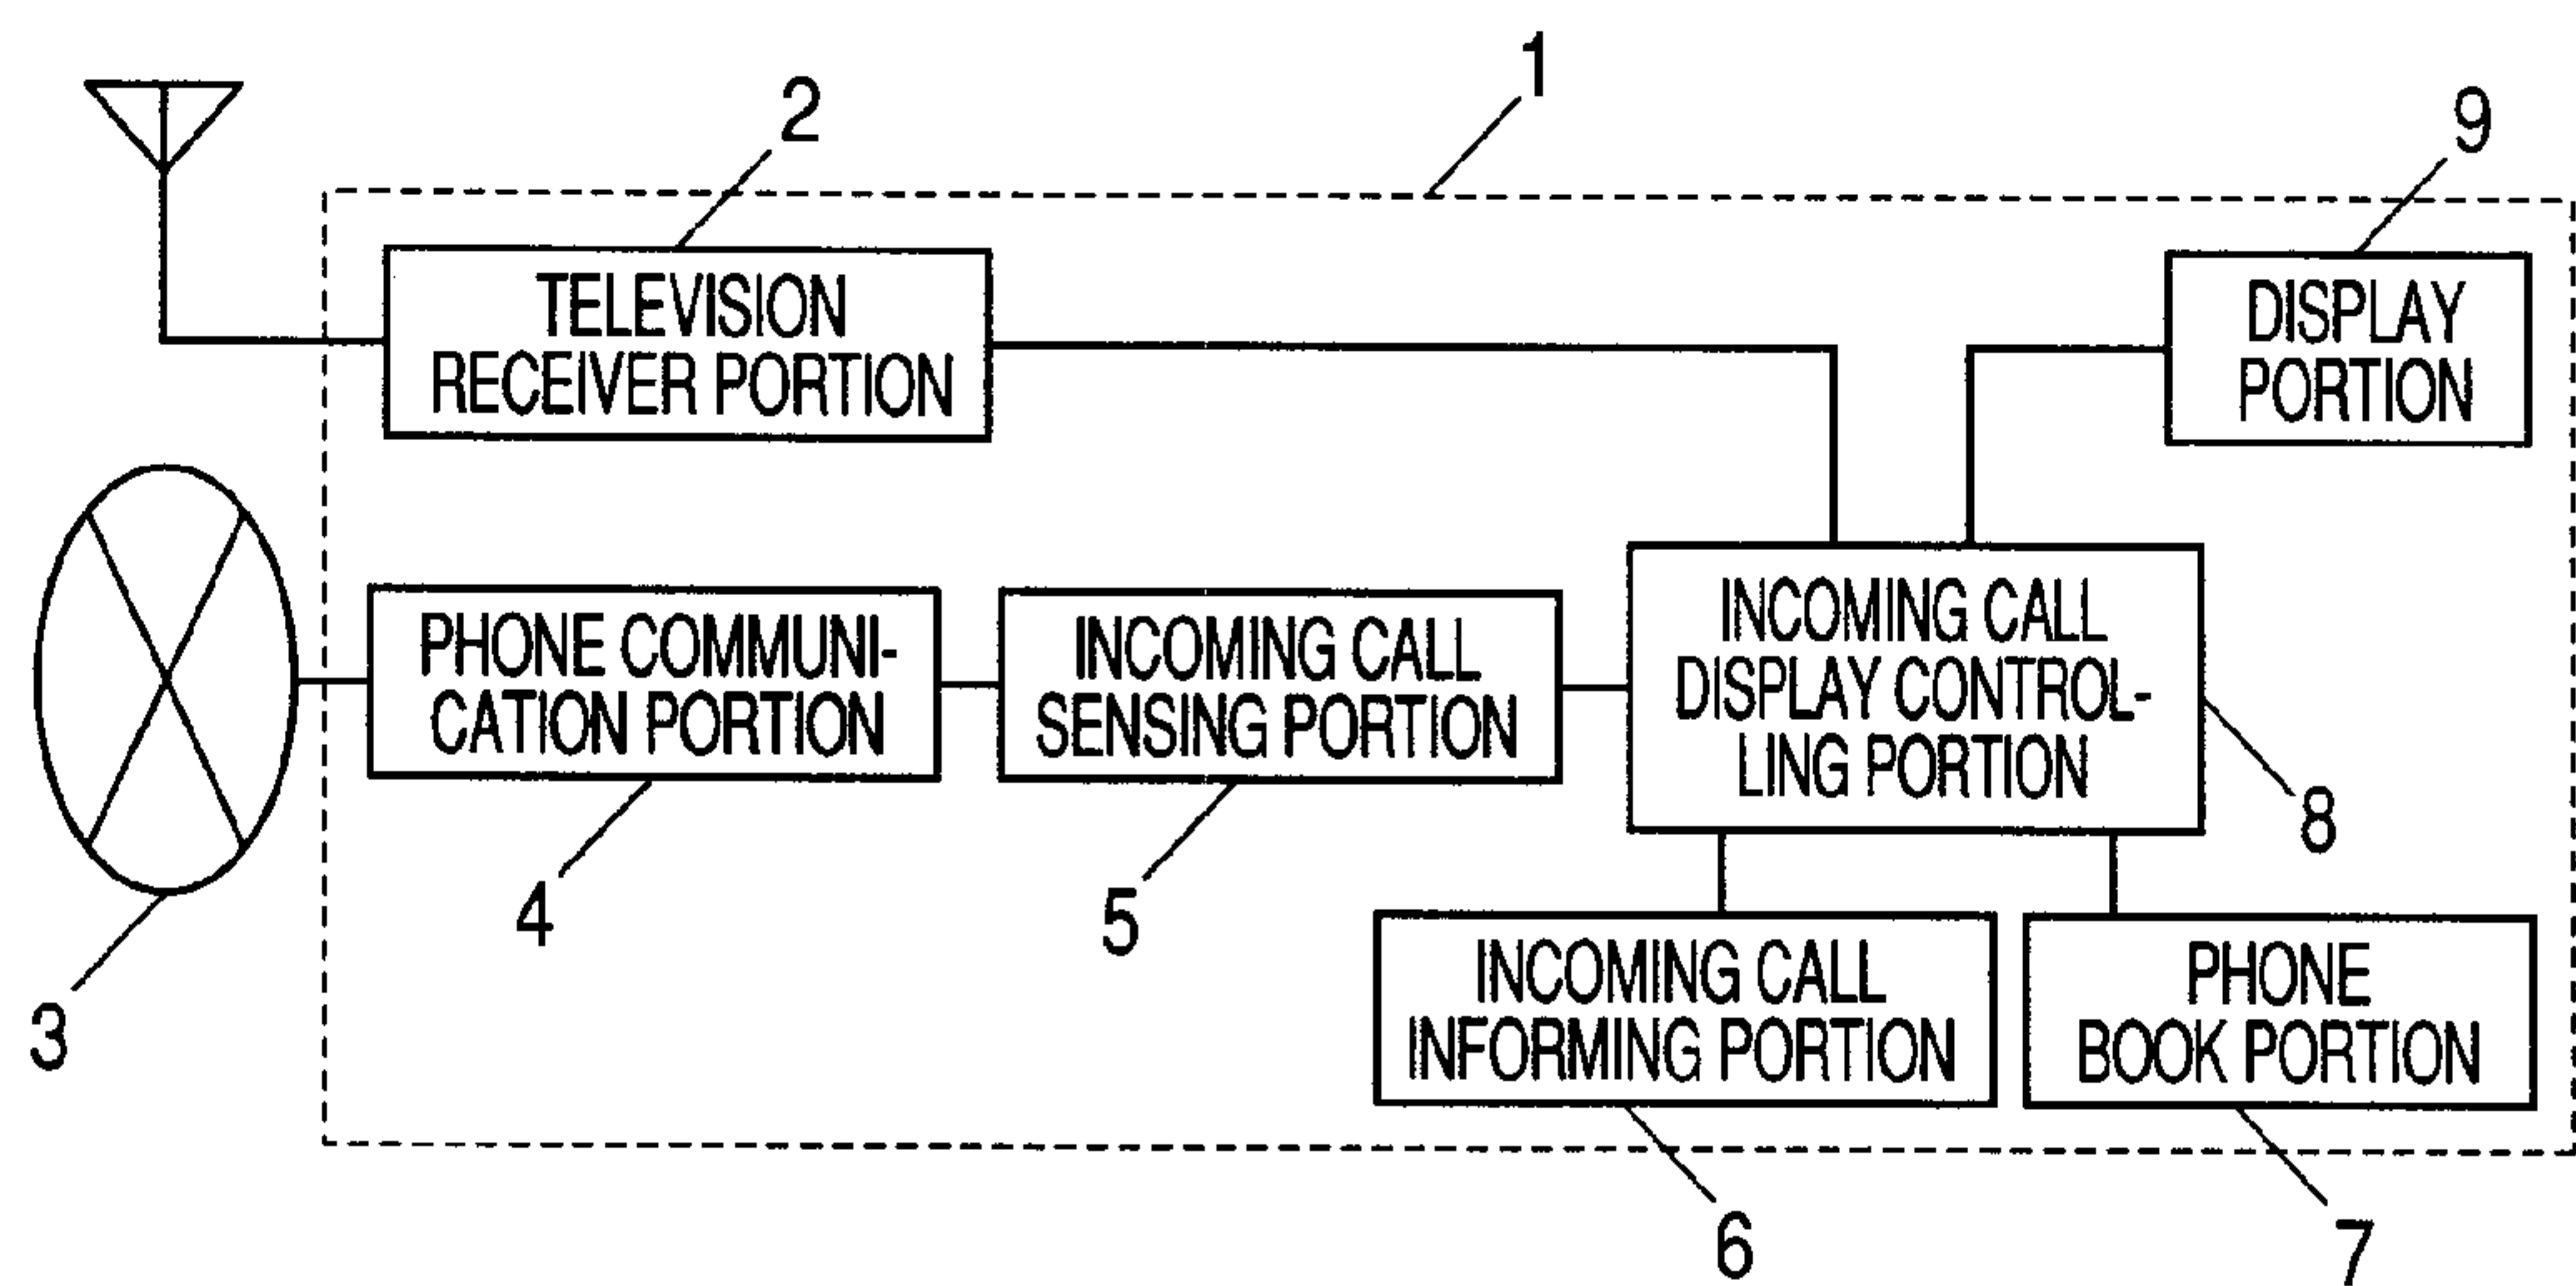 1
2
9
TELEVISION
RECEIVER PORTION
DISPLAY
PORTION
PHONE COMMUNI-
CATION PORTION
INCOMING CALL
SENSING PORTION
INCOMING CALL
DISPLAY CONTROL-
LING PORTION
8
4
5
3
INCOMING CALL
INFORMING PORTION
PHONE
BOOK PORTION
6
7